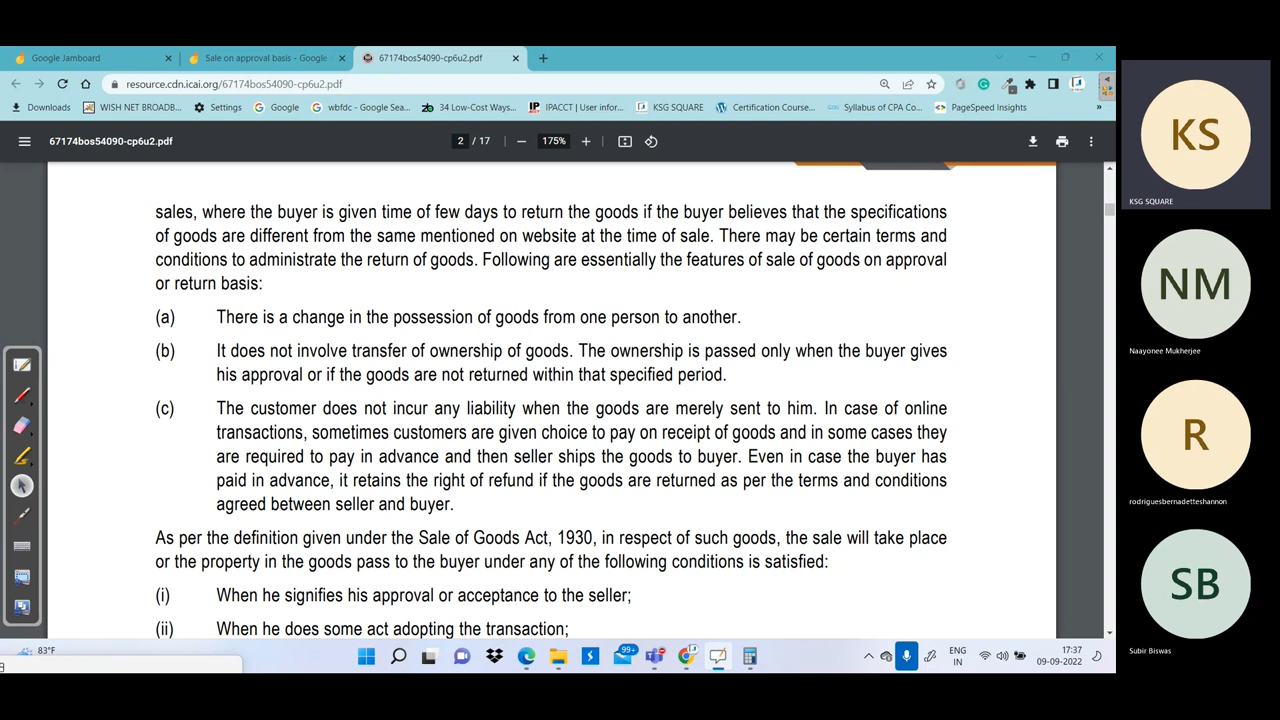 Google Jamboard
Sale on approval basis - Google
67174bos54090-cp6u2.pdf
resource.cdn.icai.org/67174bos54090-cp6u2.pdf
Downloads WISH NET BROADB... Settings Google wbfdc - Google Sea... 34 Low-Cost Ways... IPACCT | User infor... KSG SQUARE Certification Course... Syllabus of CPA Co... PageSpeed Insights »
67174bos54090-cp6u2.pdf 2 / 17 175%
sales, where the buyer is given time of few days to return the goods if the buyer believes that the specifications
of goods are different from the same mentioned on website at the time of sale. There may be certain terms and
conditions to administrate the return of goods. Following are essentially the features of sale of goods on approval
or return basis:
(a) There is a change in the possession of goods from one person to another.
(b) It does not involve transfer of ownership of goods. The ownership is passed only when the buyer gives
his approval or if the goods are not returned within that specified period.
(c) The customer does not incur any liability when the goods are merely sent to him. In case of online
transactions, sometimes customers are given choice to pay on receipt of goods and in some cases they
are required to pay in advance and then seller ships the goods to buyer. Even in case the buyer has
paid in advance, it retains the right of refund if the goods are returned as per the terms and conditions
agreed between seller and buyer.
As per the definition given under the Sale of Goods Act, 1930, in respect of such goods, the sale will take place
or the property in the goods pass to the buyer under any of the following conditions is satisfied:
(i) When he signifies his approval or acceptance to the seller;
(ii) When he does some act adopting the transaction;
83°F
99+
ENG
IN
17:37
09-09-2022
KS
KSG SQUARE
NM
Naayonee Mukherjee
R
rodriguesbernadetteshannon
SB
Subir Biswas